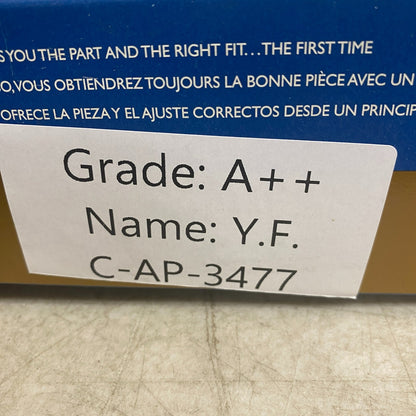 S YOU THE PART AND THE RIGHT FIT...THE FIRST TIME
O, VOUS OBTIENDREZ TOUJOURS LA BONNE PIÈCE AVEC UN
OFRECE LA PIEZA Y EL AJUSTE CORRECTOS DESDE UN PRINCIP
Grade: A++
Name: Y.F.
C-AP-3477